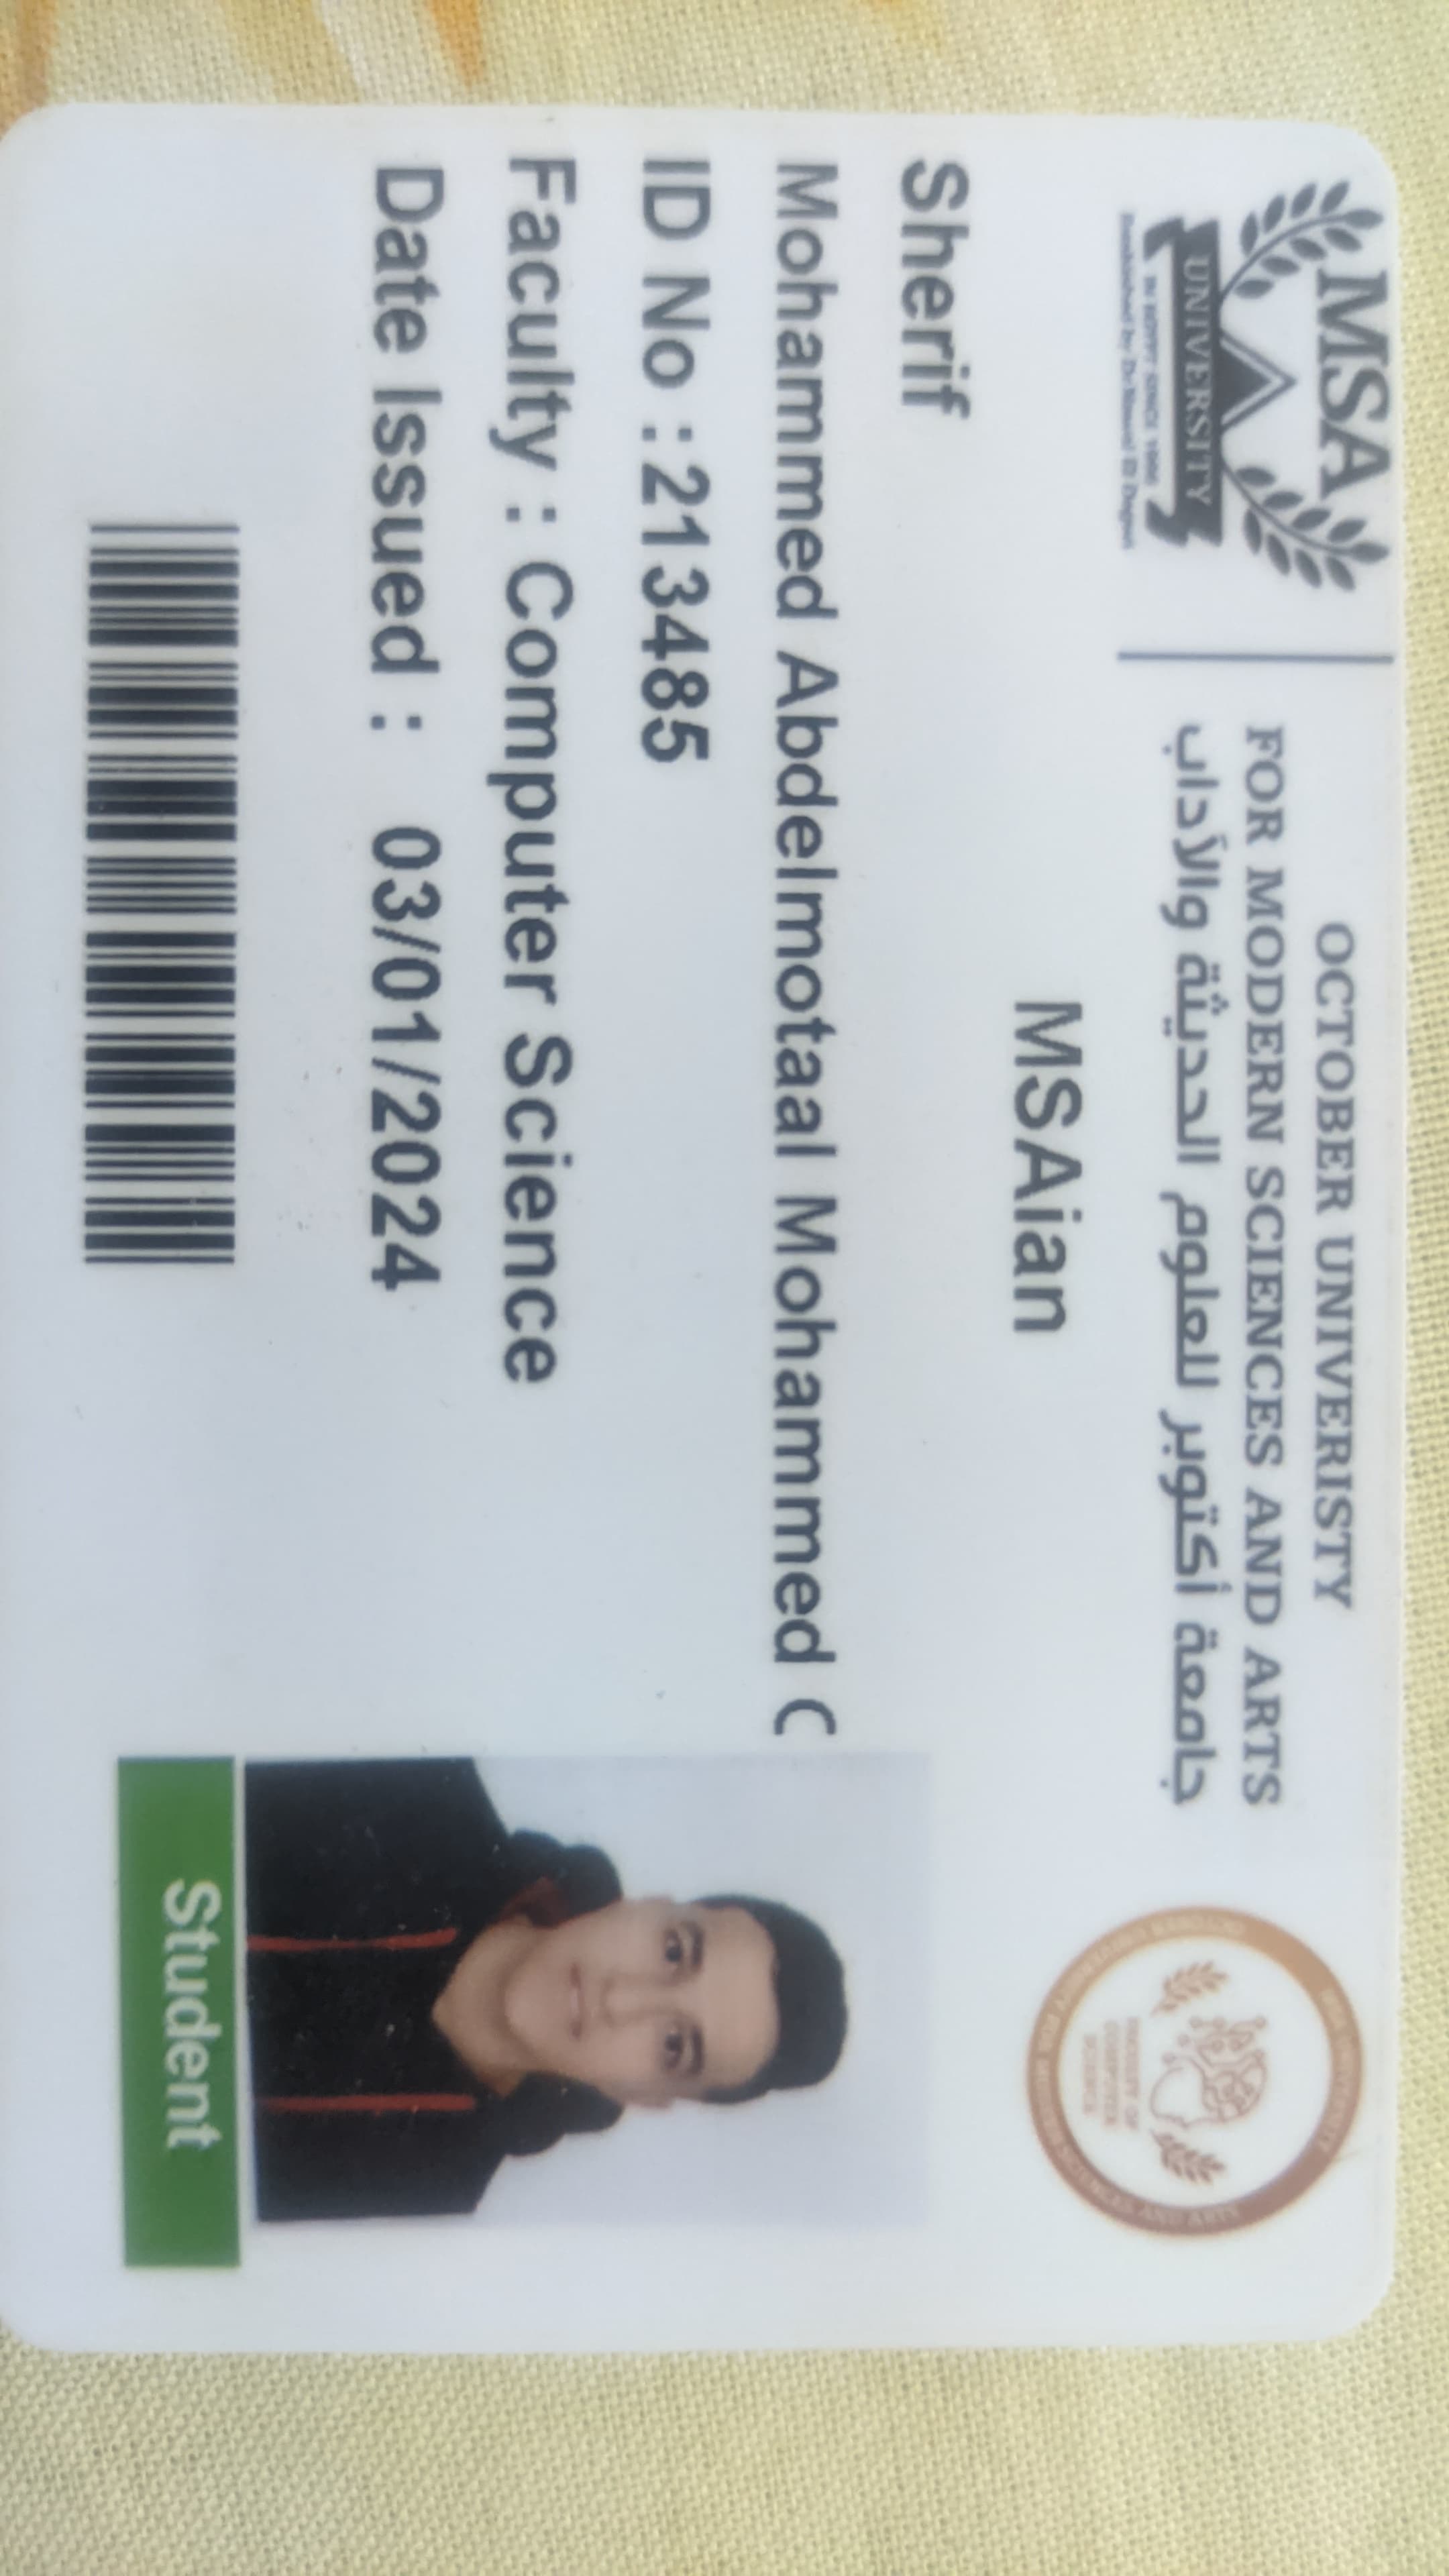 MSA
UNIVERSITY
IN EGYPT SINCE 1996
Established by Dr.Nawal El Degwi
OCTOBER UNIVERISTY
FOR MODERN SCIENCES AND ARTS
جامعة أكتوبر للعلوم الحديثة والآداب
MSA UNIVERSITY
FACULTY OF
COMPUTER
SCIENCE
MSAian
Sherif
Mohammed Abdelmotaal Mohammed
ID No : 213485
Faculty : Computer Science
Date Issued : 03/01/2024
Student